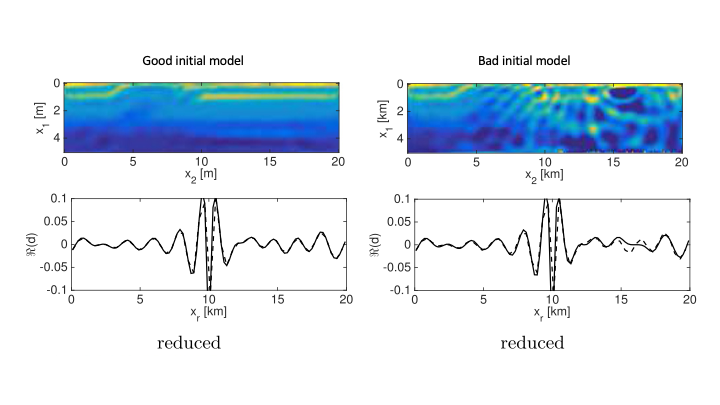 Good initial model
Bad initial model
0
2
4
x1 [m]
0 5 10 15 20
x2 [m]
0
2
4
x1 [km]
0 5 10 15 20
x2 [km]
0.1
0.05
0
-0.05
-0.1
ℜ(d)
0 5 10 15 20
xr [km]
0.1
0.05
0
-0.05
-0.1
ℜ(d)
0 5 10 15 20
xr [km]
reduced
reduced